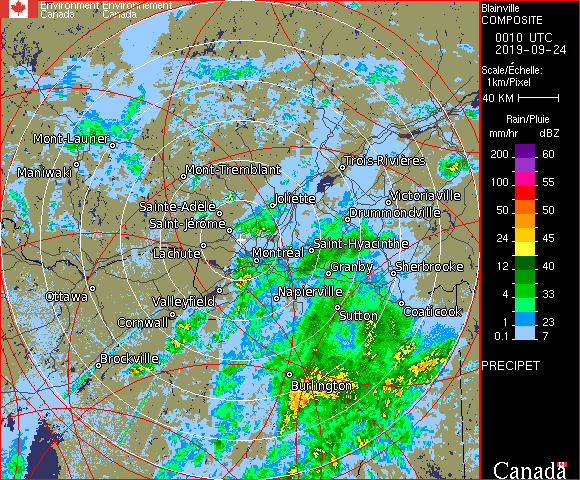 Environment Environnement
Canada Canada
Blainville
COMPOSITE
0010 UTC
2019-09-24
Scale/Échelle:
1km/Pixel
40 KM
Rain/Pluie
mm/hr dBZ
200 60
100 55
50 50
24 45
12 40
4 33
1 23
0.1 7
PRECIPET
Canada
Mont-Laurier
Maniwaki
Mont-Tremblant
Trois-Rivières
Sainte-Adèle
Joliette
Victoriaville
Saint-Jérôme
Drummondville
Lachute
Montréal
Saint-Hyacinthe
Granby
Sherbrooke
Ottawa
Valleyfield
Napierville
Cornwall
Sutton
Coaticook
Brockville
Burlington